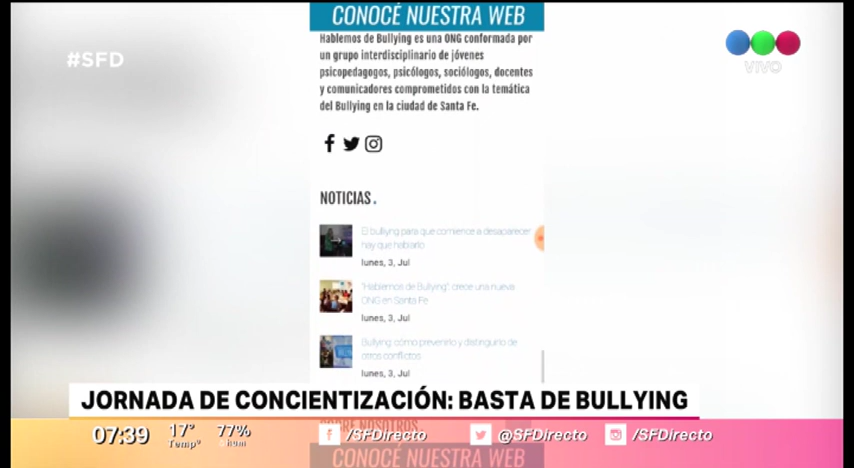 CONOCÉ NUESTRA WEB
#SFD
VIVO
Hablemos de Bullying es una ONG conformada por
un grupo interdisciplinario de jóvenes
psicopedagogos, psicólogos, sociólogos, docentes
y comunicadores comprometidos con la temática
del Bullying en la ciudad de Santa Fe.
NOTICIAS.
El bullying para que comience a desaparecer
hay que hablarlo
lunes, 3, Jul
"Hablemos de Bullying": crece una nueva
ONG en Santa Fe
lunes, 3, Jul
Bullying: cómo prevenirlo y distinguirlo de
otros conflictos
lunes, 3, Jul
JORNADA DE CONCIENTIZACIÓN: BASTA DE BULLYING
SOBRE NOSOTROS.
07:39 17° Tempº 77% hum /SFDirecto @SFDirecto /SFDirecto
CONOCÉ NUESTRA WEB